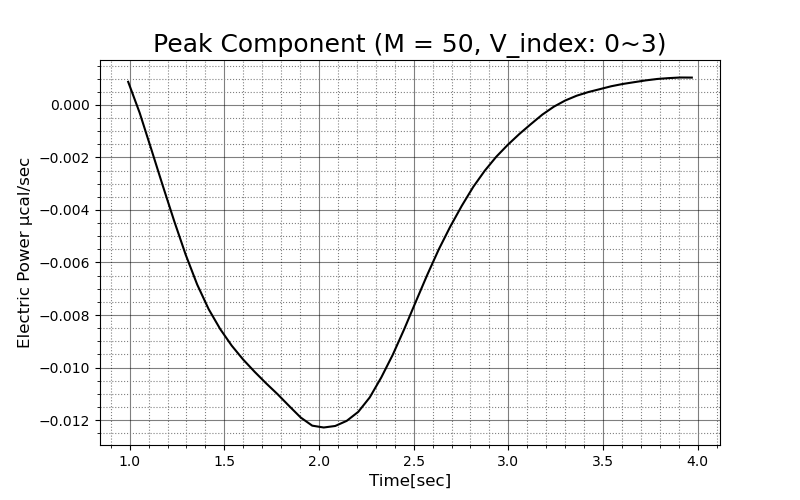 Peak Component (M = 50, V_index: 0~3)
Electric Power μcal/sec
0.000
−0.002
−0.004
−0.006
−0.008
−0.010
−0.012
1.0 1.5 2.0 2.5 3.0 3.5 4.0
Time[sec]